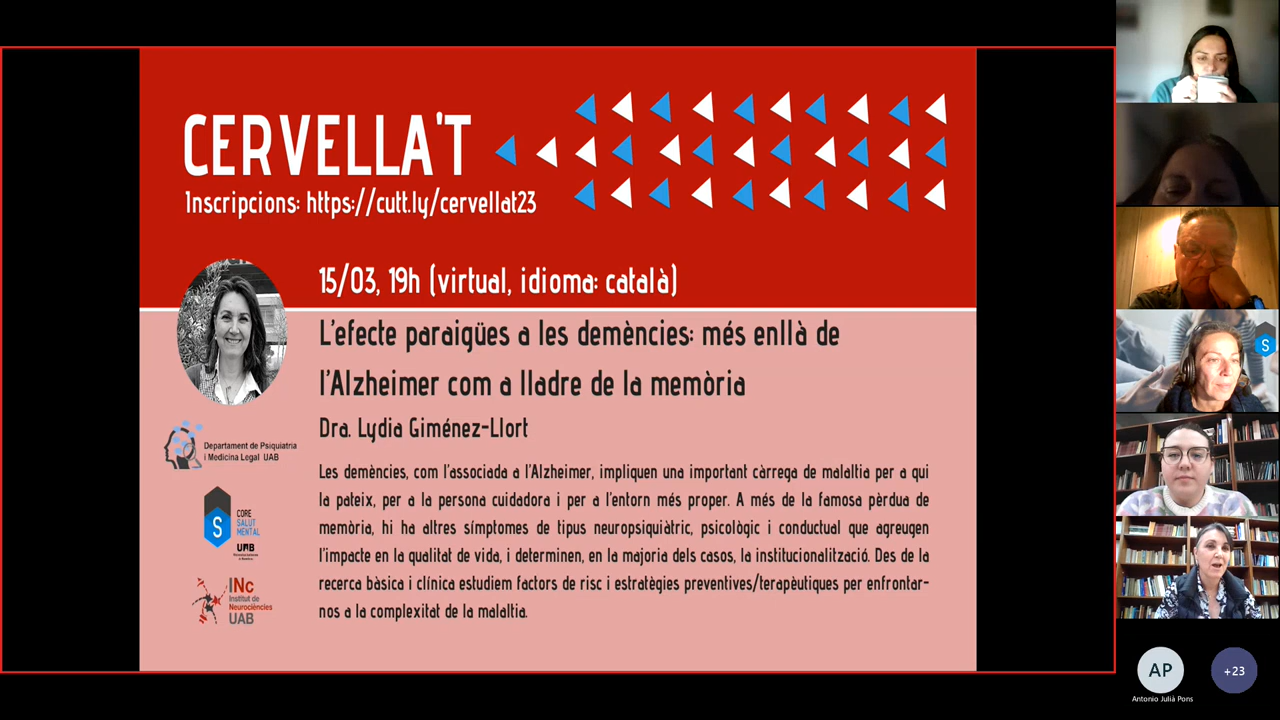 CERVELLA'T
Inscripcions: https://cutt.ly/cervellat23
15/03, 19h (virtual, idioma: català)
L'efecte paraigües a les demències: més enllà de
l'Alzheimer com a lladre de la memòria
Dra. Lydia Giménez-Llort
Les demències, com l'associada a l'Alzheimer, impliquen una important càrrega de malaltia per a qui
la pateix, per a la persona cuidadora i per a l'entorn més proper. A més de la famosa pèrdua de
memòria, hi ha altres símptomes de tipus neuropsiquiàtric, psicològic i conductual que agreugen
l'impacte en la qualitat de vida, i determinen, en la majoria dels casos, la institucionalització. Des de la
recerca bàsica i clínica estudiem factors de risc i estratègies preventives/terapèutiques per enfrontar-
nos a la complexitat de la malaltia.
Departament de Psiquiatria
i Medicina Legal UAB
S
CORE
SALUT
MENTAL
UAB
INc
Institut de
Neurociències
UAB
S
AP
Antonio Julià Pons
+23